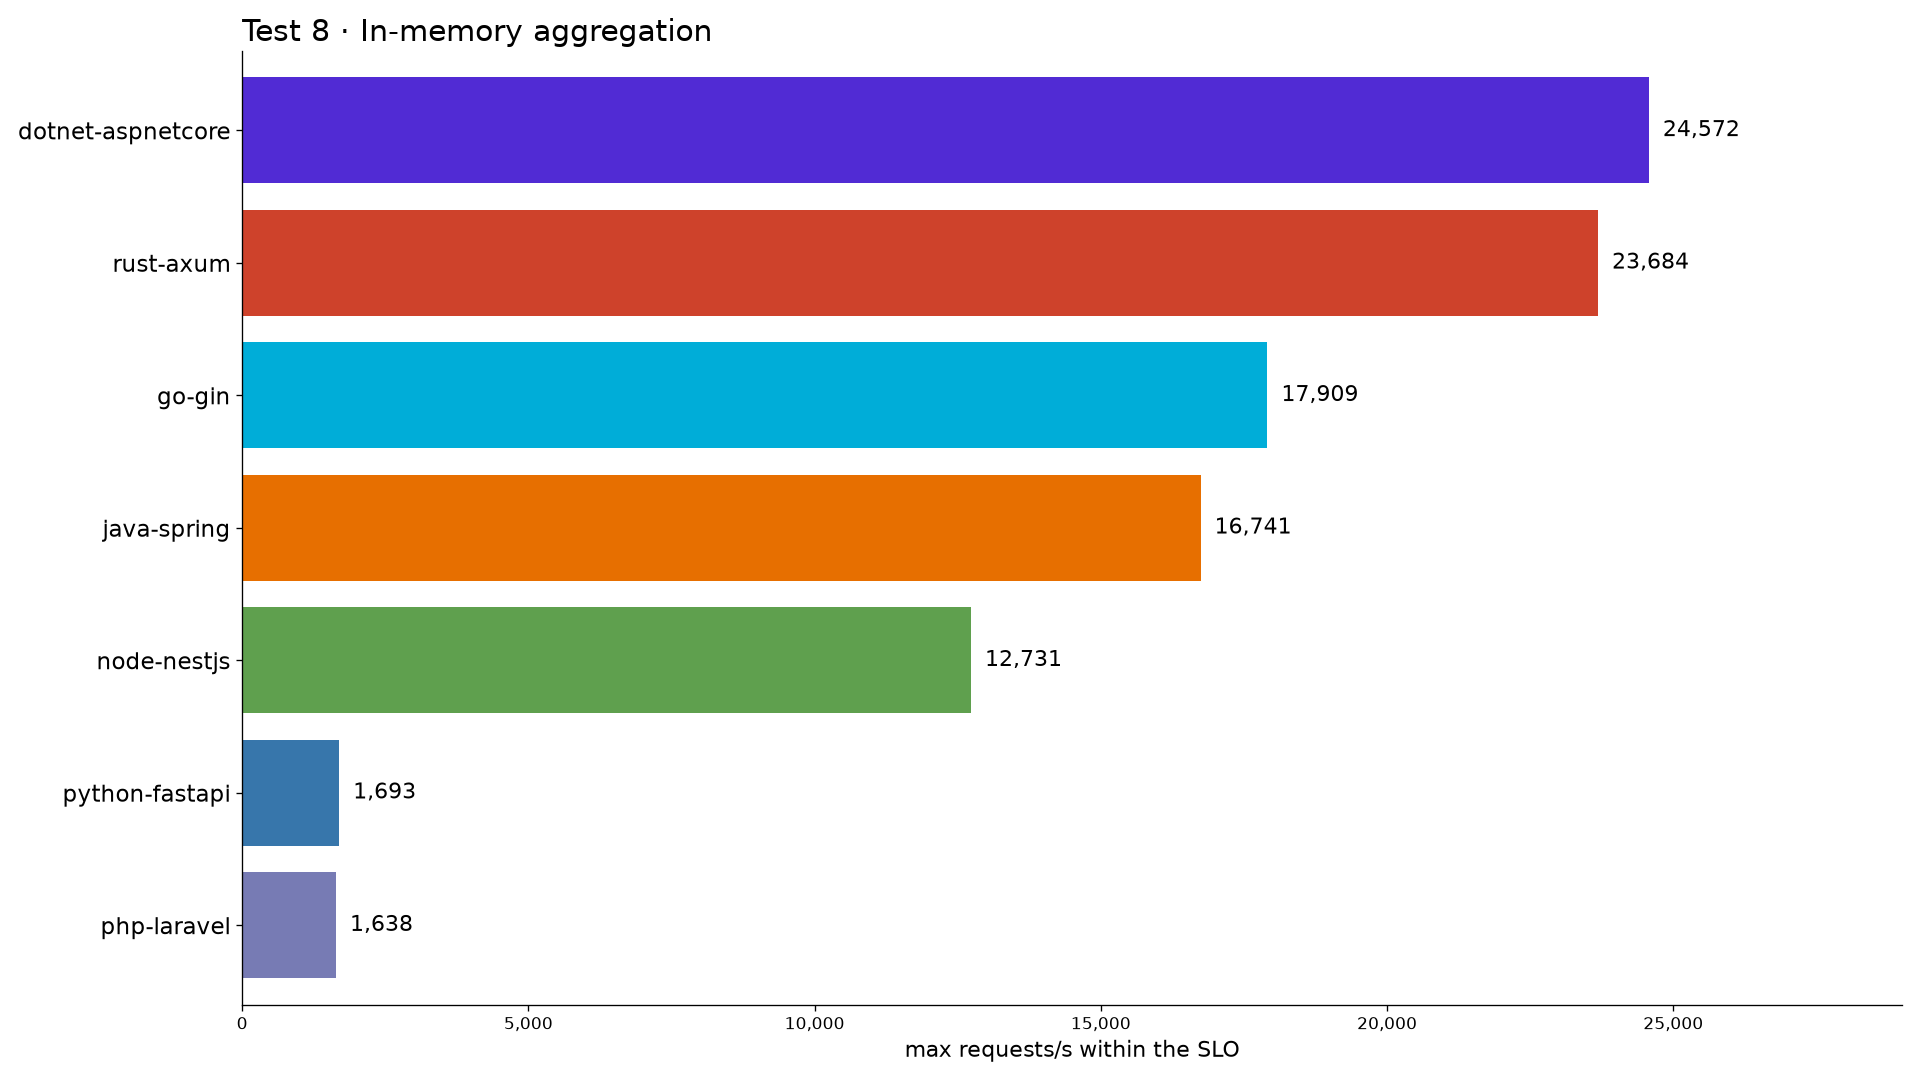 Test 8 · In-memory aggregation
dotnet-aspnetcore 24,572
rust-axum 23,684
go-gin 17,909
java-spring 16,741
node-nestjs 12,731
python-fastapi 1,693
php-laravel 1,638
0 5,000 10,000 15,000 20,000 25,000
max requests/s within the SLO